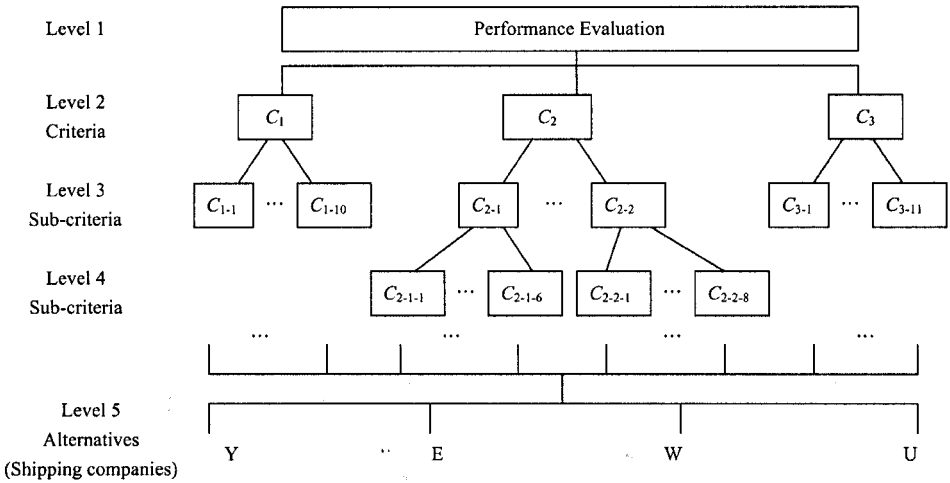 Level 1
Performance Evaluation
Level 2
Criteria
C1
C2
C3
Level 3
Sub-criteria
C1-1 ... C1-10
C2-1 ... C2-2
C3-1 ... C3-11
Level 4
Sub-criteria
C2-1-1 ... C2-1-6
C2-2-1 ... C2-2-8
... ... ... ...
Level 5
Alternatives
(Shipping companies)
Y E W U